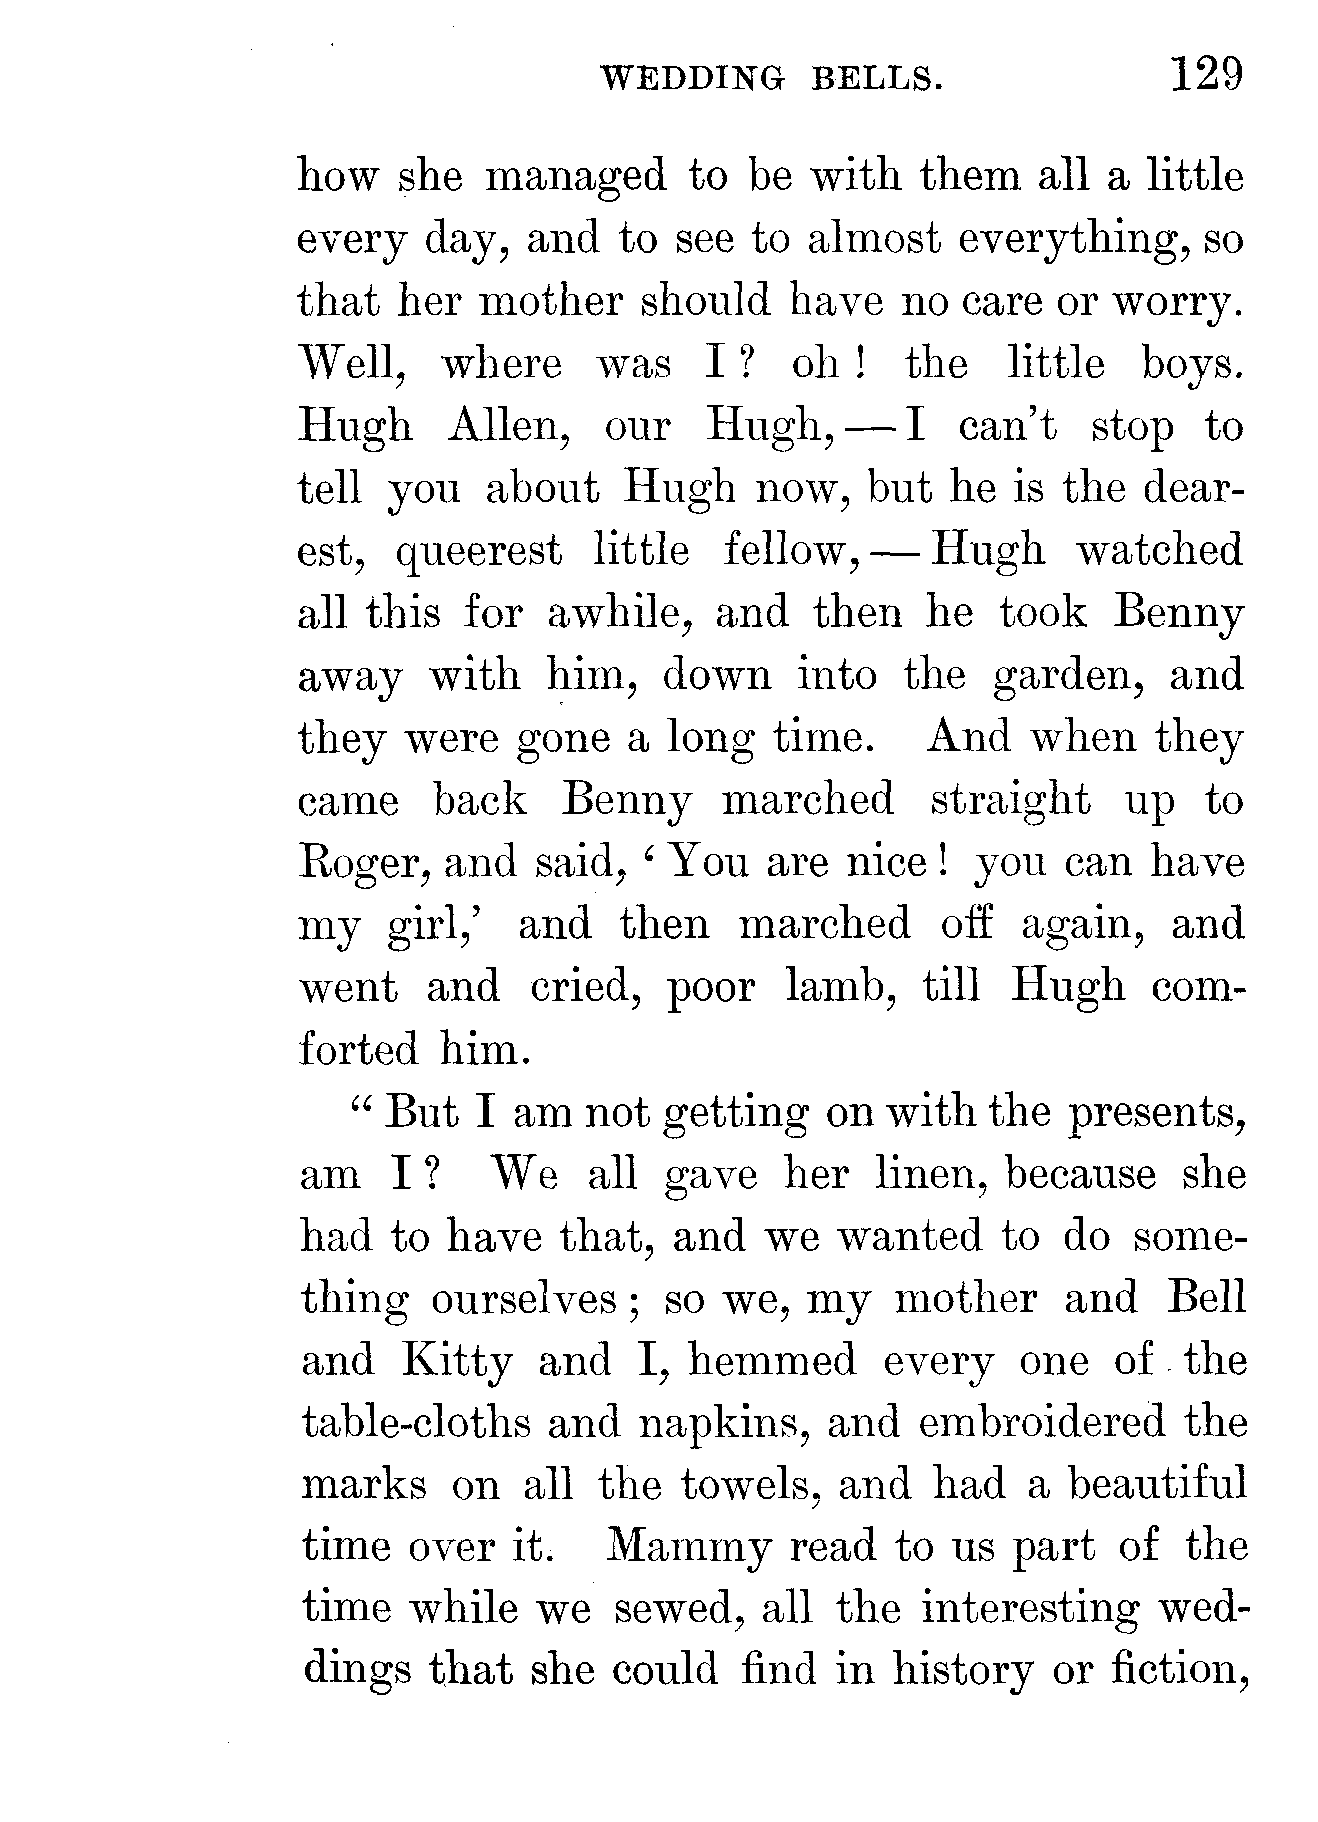 WEDDING BELLS. 129
how she managed to be with them all a little
every day, and to see to almost everything, so
that her mother should have no care or worry.
Well, where was I? oh! the little boys.
Hugh Allen, our Hugh,—I can't stop to
tell you about Hugh now, but he is the dear-
est, queerest little fellow,—Hugh watched
all this for awhile, and then he took Benny
away with him, down into the garden, and
they were gone a long time. And when they
came back Benny marched straight up to
Roger, and said, ‘You are nice! you can have
my girl,’ and then marched off again, and
went and cried, poor lamb, till Hugh com-
forted him.
“But I am not getting on with the presents,
am I? We all gave her linen, because she
had to have that, and we wanted to do some-
thing ourselves; so we, my mother and Bell
and Kitty and I, hemmed every one of the
table-cloths and napkins, and embroidered the
marks on all the towels, and had a beautiful
time over it. Mammy read to us part of the
time while we sewed, all the interesting wed-
dings that she could find in history or fiction,